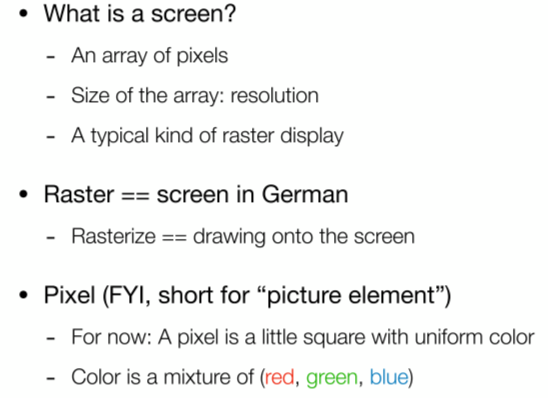 • What is a screen?
- An array of pixels
- Size of the array: resolution
- A typical kind of raster display
• Raster == screen in German
- Rasterize == drawing onto the screen
• Pixel (FYI, short for “picture element”)
- For now: A pixel is a little square with uniform color
- Color is a mixture of (red, green, blue)